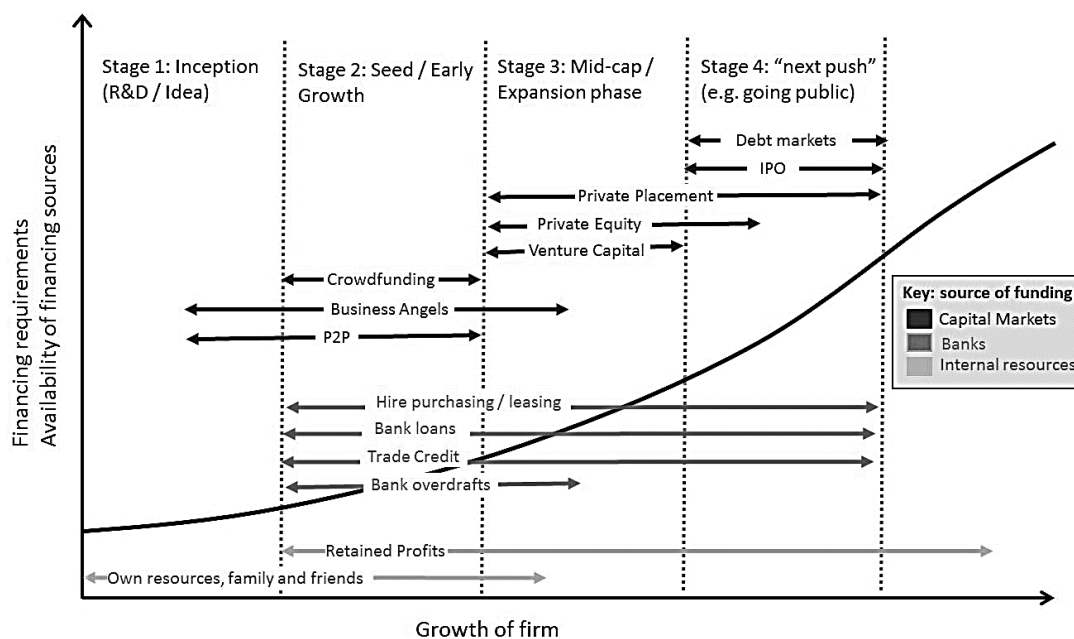 Stage 1: Inception
(R&D / Idea)
Stage 2: Seed / Early
Growth
Stage 3: Mid-cap /
Expansion phase
Stage 4: “next push”
(e.g. going public)
Debt markets
IPO
Private Placement
Private Equity
Venture Capital
Crowdfunding
Business Angels
P2P
Hire purchasing / leasing
Bank loans
Trade Credit
Bank overdrafts
Retained Profits
Own resources, family and friends
Key: source of funding
Capital Markets
Banks
Internal resources
Financing requirements
Availability of financing sources
Growth of firm